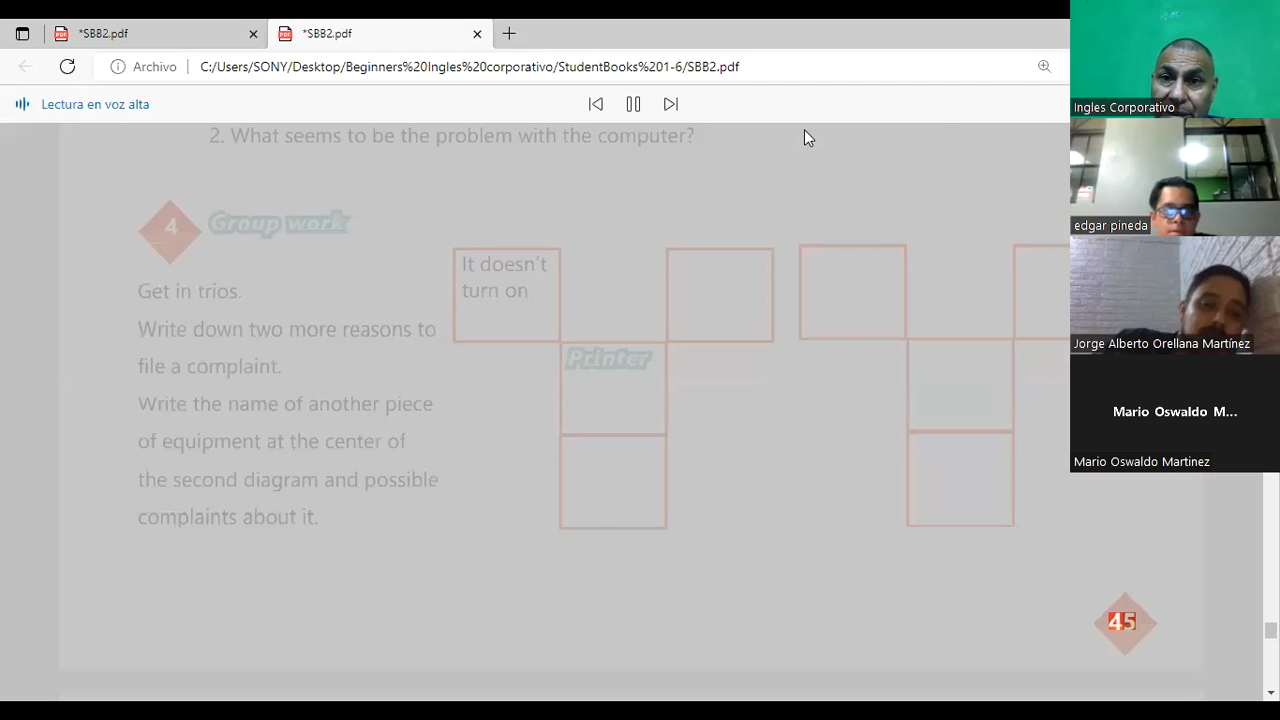 *SBB2.pdf
*SBB2.pdf
Archivo
C:/Users/SONY/Desktop/Beginners%20Ingles%20corporativo/StudentBooks%201-6/SBB2.pdf
Lectura en voz alta
2. What seems to be the problem with the computer?
4
Group work
Get in trios.
Write down two more reasons to
file a complaint.
Write the name of another piece
of equipment at the center of
the second diagram and possible
complaints about it.
It doesn't
turn on
Printer
45
Ingles Corporativo
edgar pineda
Jorge Alberto Orellana Martínez
Mario Oswaldo M...
Mario Oswaldo Martinez